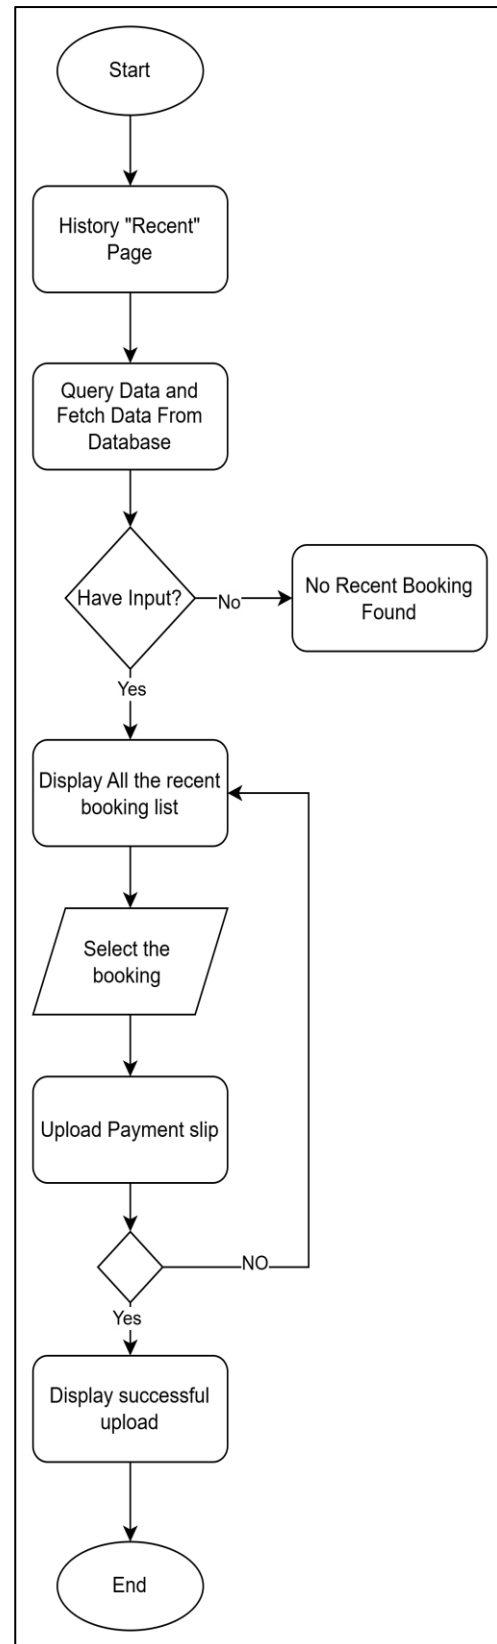 Start
History "Recent"
Page
Query Data and
Fetch Data From
Database
Have Input?
No
No Recent Booking
Found
Yes
Display All the recent
booking list
Select the
booking
Upload Payment slip
NO
Yes
Display successful
upload
End